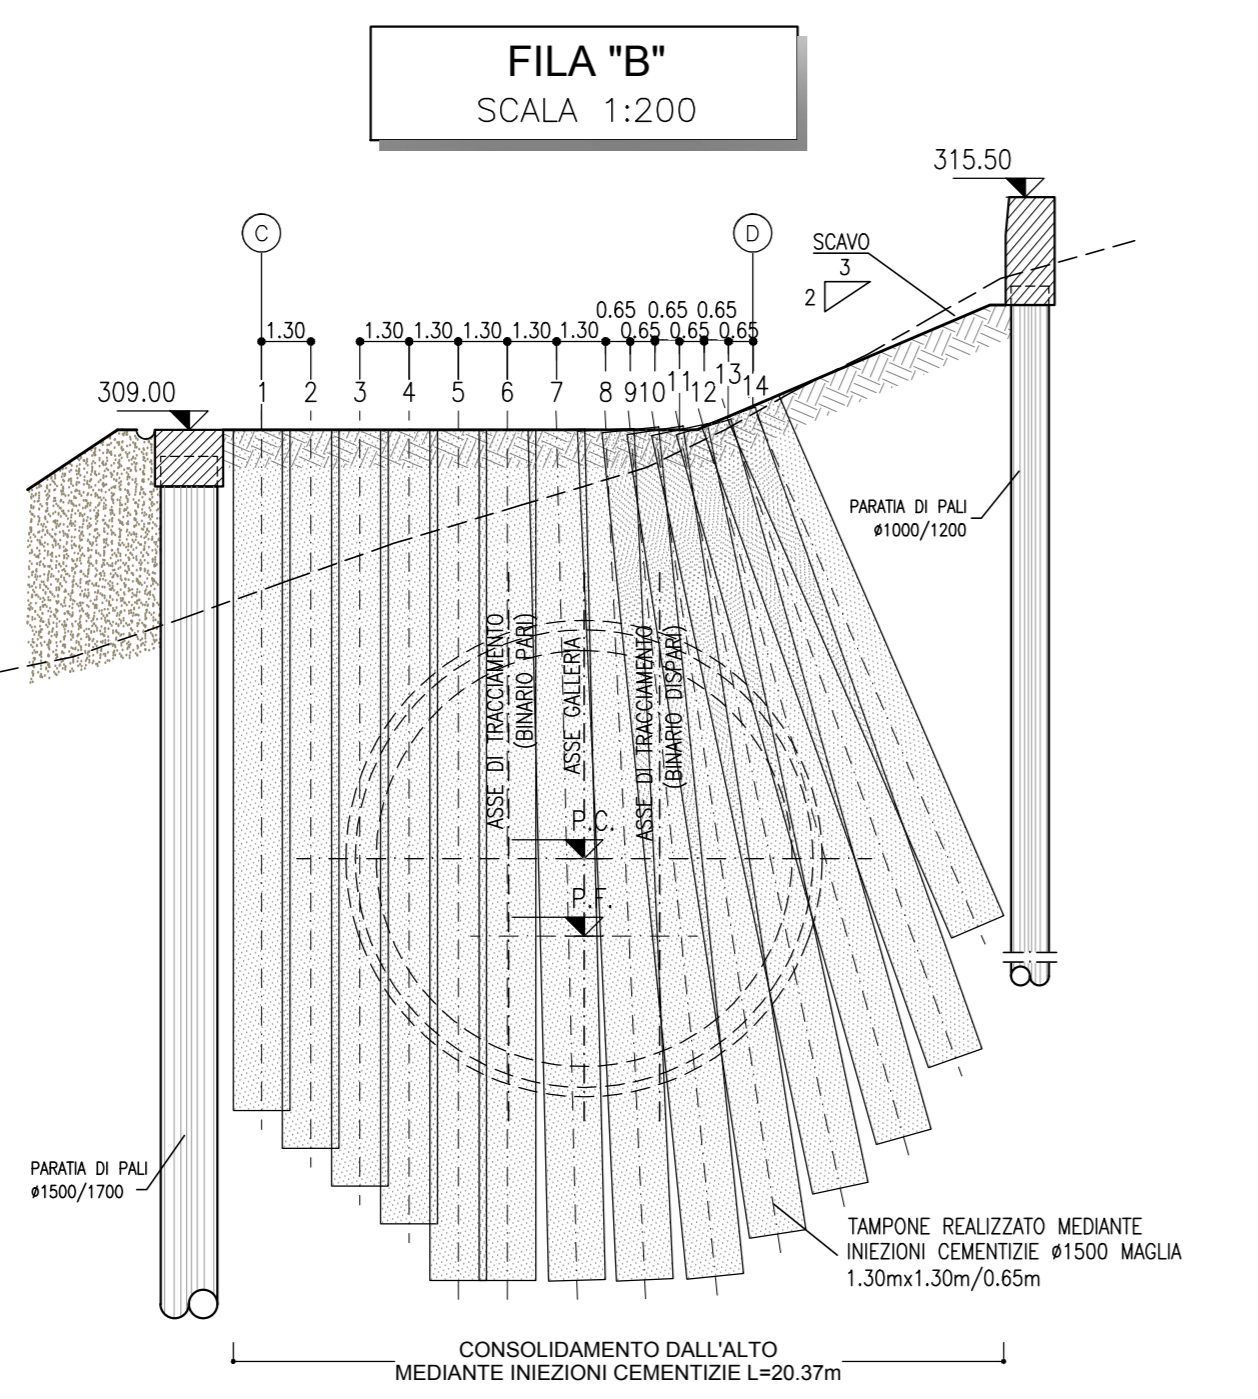 FILA "B"
SCALA 1:200
315.50
C
D
SCAVO
3
2
0.65 0.65 0.65
1.30 1.30 1.30 1.30 1.30 1.30 0.65 0.65 0.65
309.00
1 2 3 4 5 6 7 8 9 10 11 12 13 14
PARATIA DI PALI
ø1000/1200
ASSE DI TRACCIAMENTO
(BINARIO PARI)
ASSE GALLERIA
ASSE DI TRACCIAMENTO
(BINARIO DISPARI)
P.C.
P.F.
PARATIA DI PALI
ø1500/1700
TAMPONE REALIZZATO MEDIANTE
INIEZIONI CEMENTIZIE ø1500 MAGLIA
1.30mx1.30m/0.65m
CONSOLIDAMENTO DALL'ALTO
MEDIANTE INIEZIONI CEMENTIZIE L=20.37m